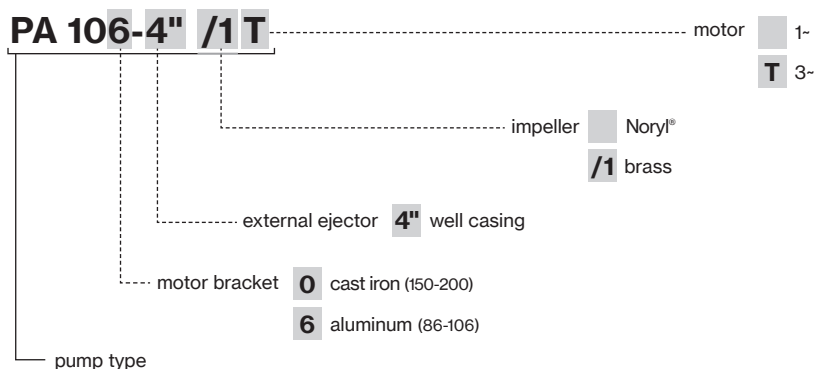 PA 106-4" /1 T
motor 1~
T 3~
impeller Noryl®
/1 brass
external ejector 4" well casing
motor bracket 0 cast iron (150-200)
6 aluminum (86-106)
pump type